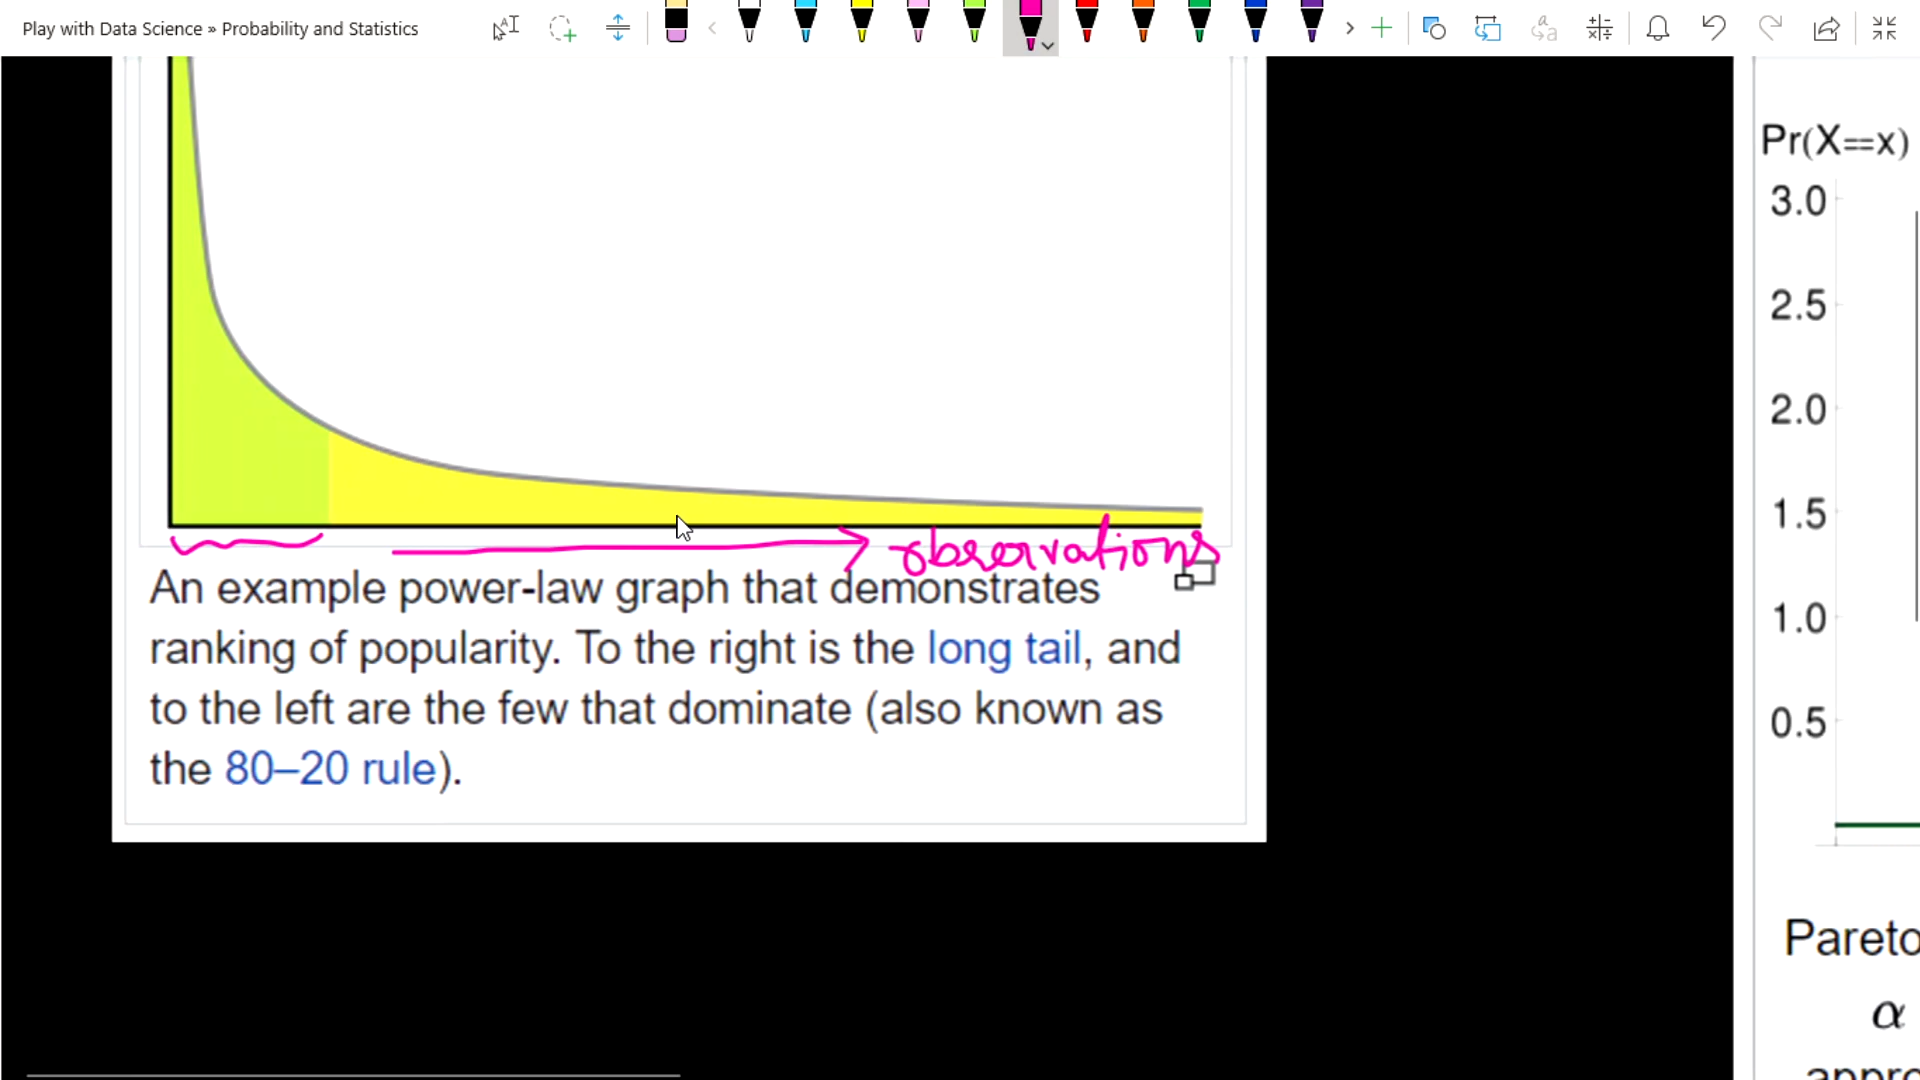 Play with Data Science » Probability and Statistics
observations
An example power-law graph that demonstrates
ranking of popularity. To the right is the long tail, and
to the left are the few that dominate (also known as
the 80–20 rule).
Pr(X==x)
3.0
2.5
2.0
1.5
1.0
0.5
Pareto
α